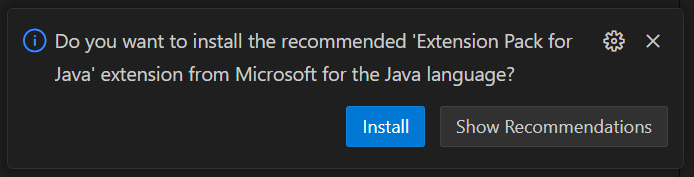 Do you want to install the recommended 'Extension Pack for
Java' extension from Microsoft for the Java language?
Install
Show Recommendations